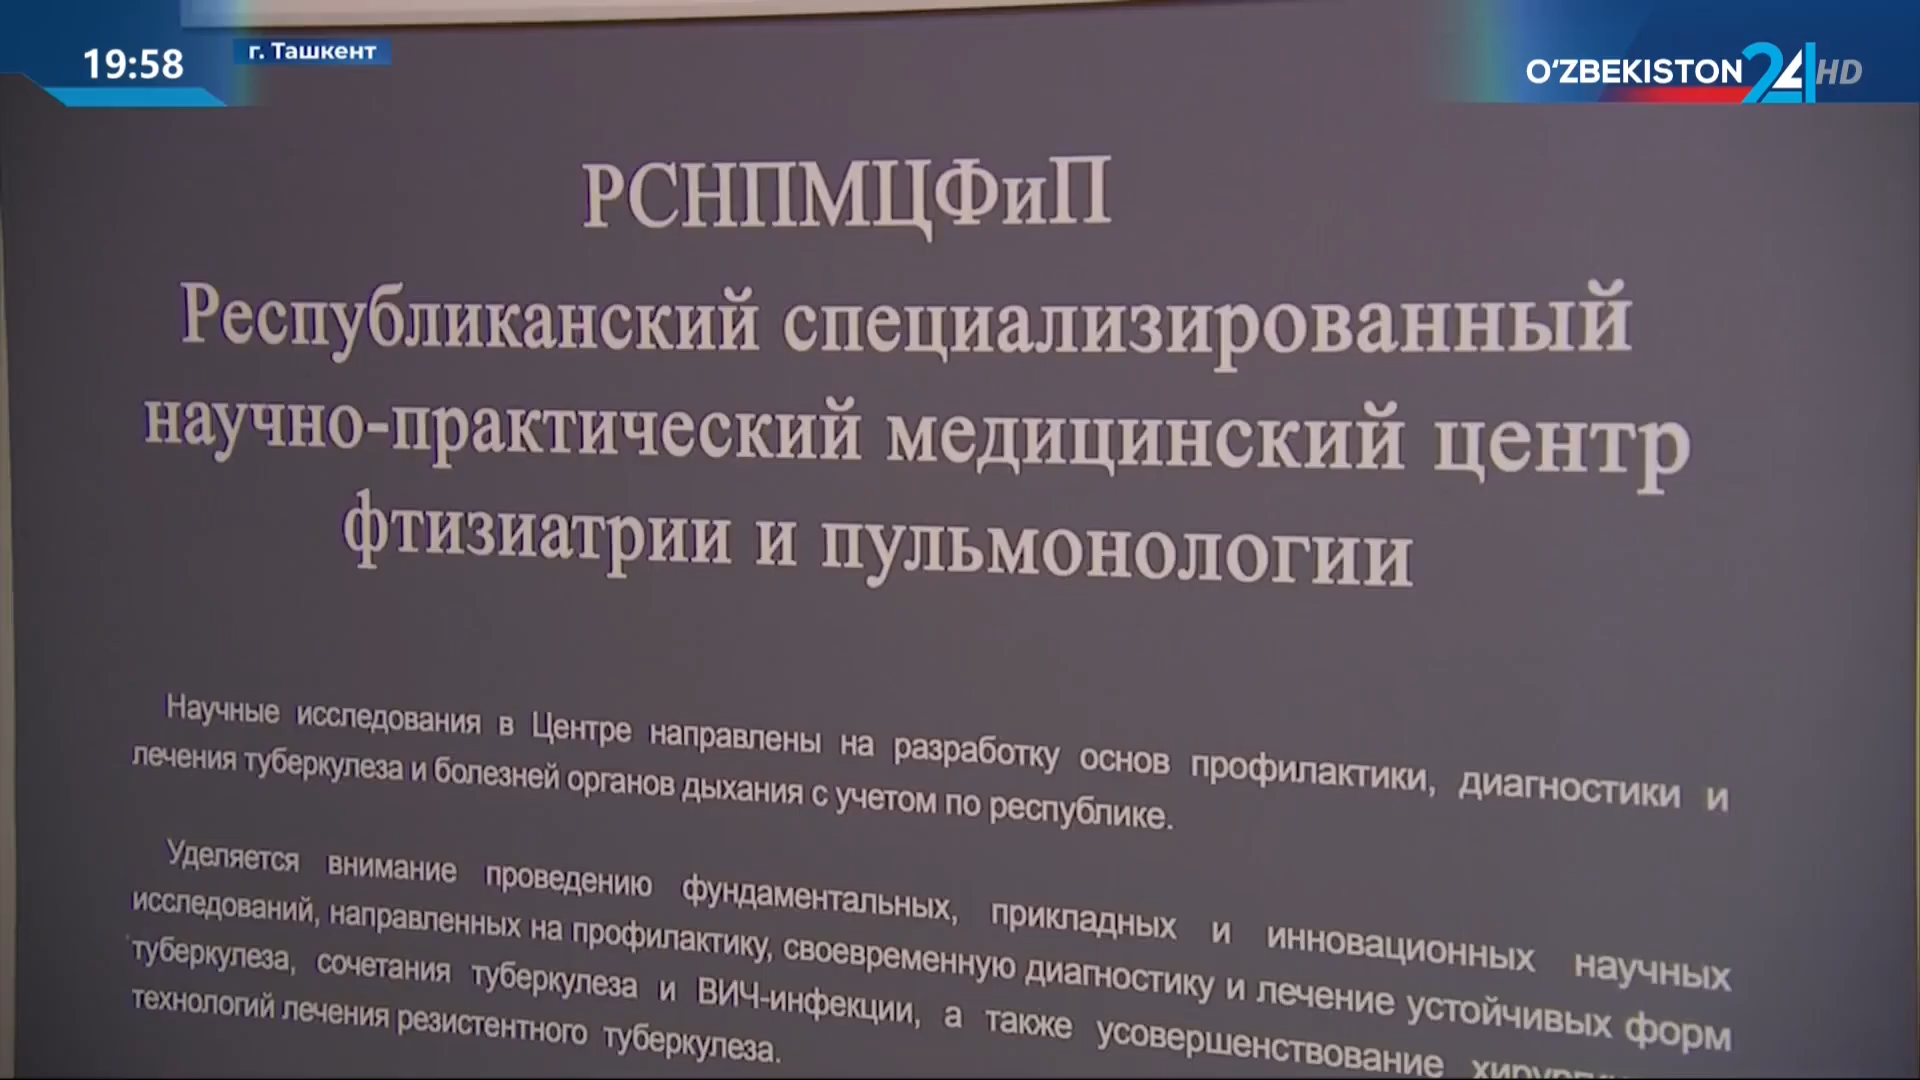 19:58
г. Ташкент
O‘ZBEKISTON 24 HD
РСНПМЦФиП
Республиканский специализированный
научно-практический медицинский центр
фтизиатрии и пульмонологии
Научные исследования в Центре направлены на разработку основ профилактики, диагностики и
лечения туберкулеза и болезней органов дыхания с учетом по республике.
Уделяется внимание проведению фундаментальных, прикладных и инновационных научных
исследований, направленных на профилактику, своевременную диагностику и лечение устойчивых форм
туберкулеза, сочетания туберкулеза и ВИЧ-инфекции, а также усовершенствование
технологий лечения резистентного туберкулеза.